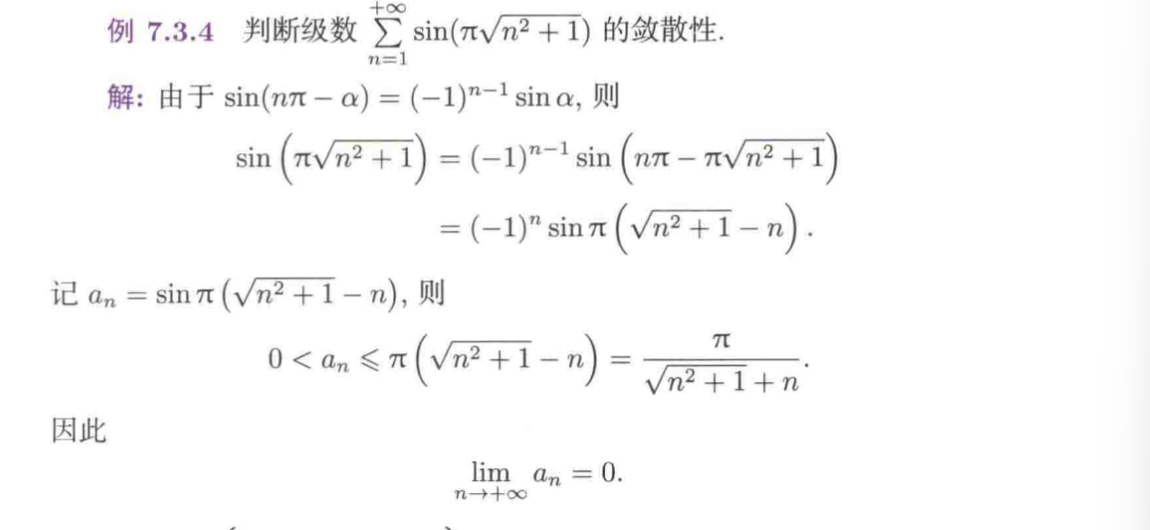 例 7.3.4 判断级数 $\sum_{n=1}^{+\infty} \sin(\pi\sqrt{n^2+1})$ 的敛散性.
解: 由于 $\sin(n\pi - \alpha) = (-1)^{n-1}\sin\alpha$, 则
$\sin\left(\pi\sqrt{n^2+1}\right) = (-1)^{n-1}\sin\left(n\pi - \pi\sqrt{n^2+1}\right)$
$= (-1)^n \sin\pi\left(\sqrt{n^2+1} - n\right).$
记 $a_n = \sin\pi\left(\sqrt{n^2+1} - n\right)$, 则
$0 < a_n \leqslant \pi\left(\sqrt{n^2+1} - n\right) = \frac{\pi}{\sqrt{n^2+1}+n}.$
因此
$\lim_{n\to+\infty} a_n = 0.$